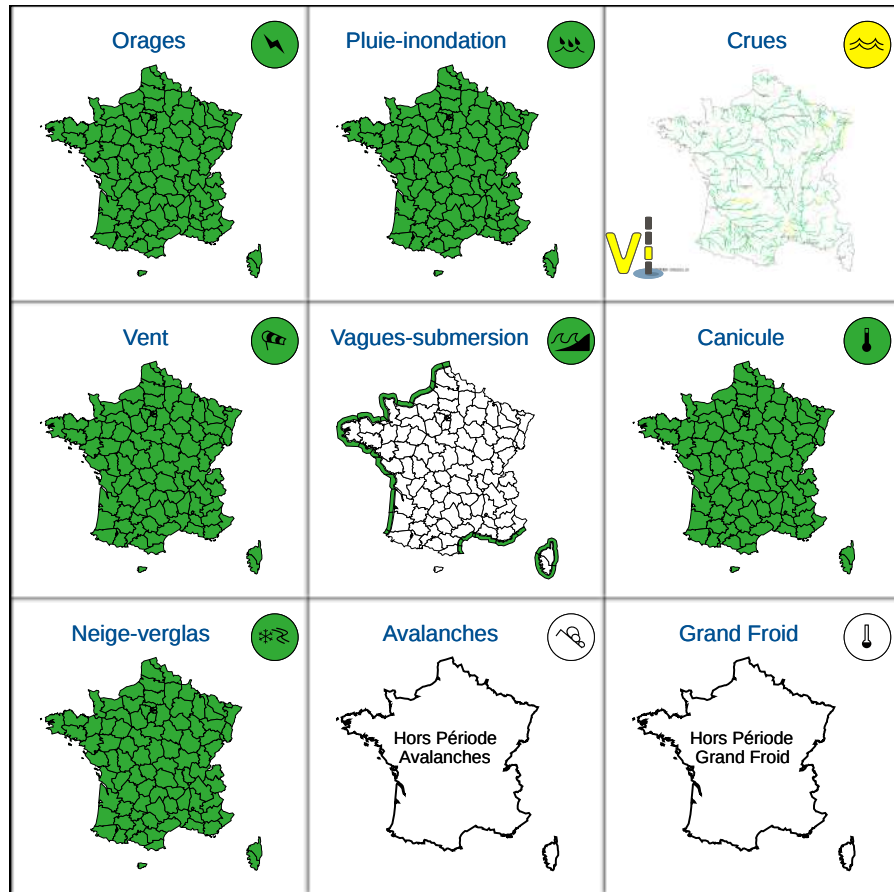 Orages
Pluie-inondation
Crues
Vi
Vent
Vagues-submersion
Canicule
Neige-verglas
Avalanches
Grand Froid
Hors Période
Avalanches
Hors Période
Grand Froid